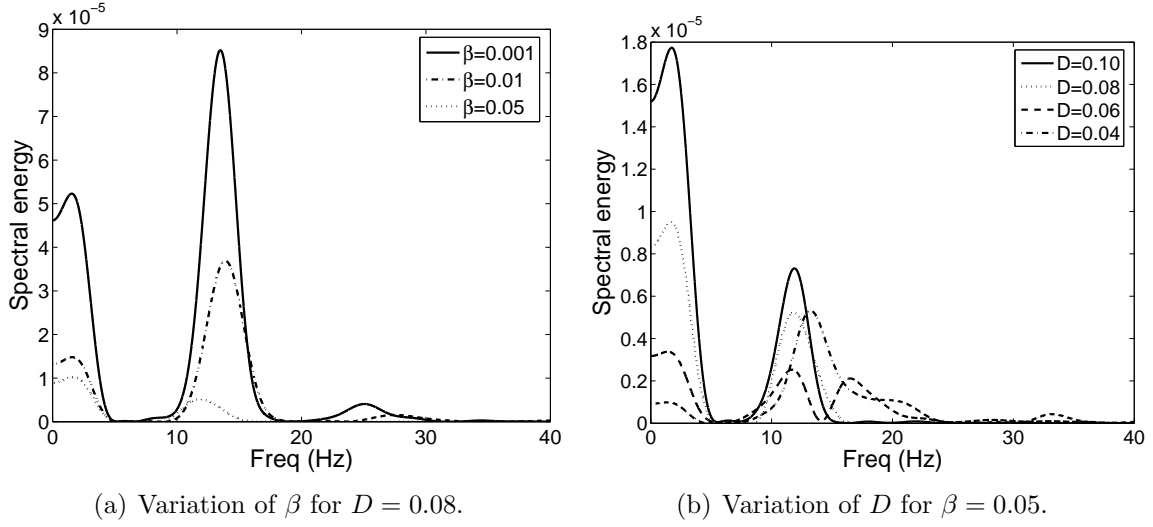 x 10⁻⁵
9
8
7
6
5
4
3
2
1
0
Spectral energy
0 10 20 30 40
Freq (Hz)
β=0.001
β=0.01
β=0.05
(a) Variation of β for D = 0.08.
x 10⁻⁵
1.8
1.6
1.4
1.2
1
0.8
0.6
0.4
0.2
0
Spectral energy
0 10 20 30 40
Freq (Hz)
D=0.10
D=0.08
D=0.06
D=0.04
(b) Variation of D for β = 0.05.